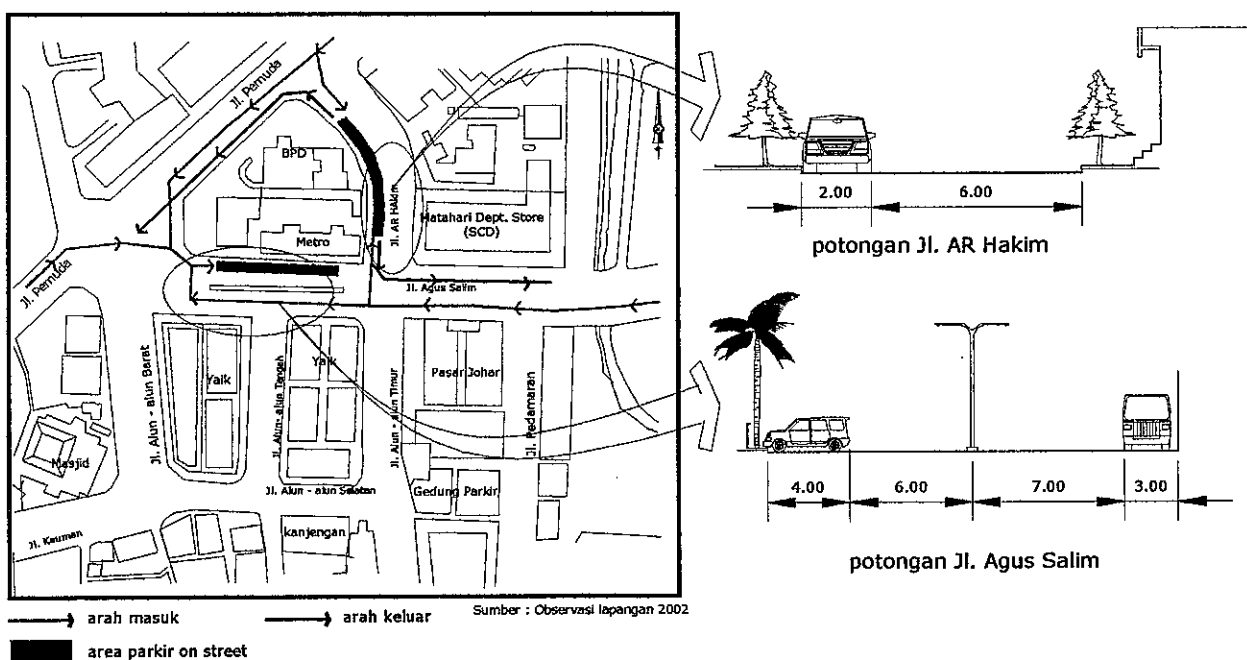 Jl. Pemuda
BPD
Jl. AR HAkim
Matahari Dept. Store
(SCD)
Metro
Jl. Pemuda
Jl. Agus Salim
Jl. Alun - alun Barat
Yaik
Jl. Alun- alun Tengah
Yaik
Jl. Alun - alun Timur
Pasar Johar
Jl. Pedamaran
Masjid
Jl. Alun - alun Selatan
Gedung Parkir
Jl. Kauman
kanjengan
2.00
6.00
potongan Jl. AR Hakim
4.00
6.00
7.00
3.00
potongan Jl. Agus Salim
arah masuk
arah keluar
Sumber : Observasi lapangan 2002
area parkir on street